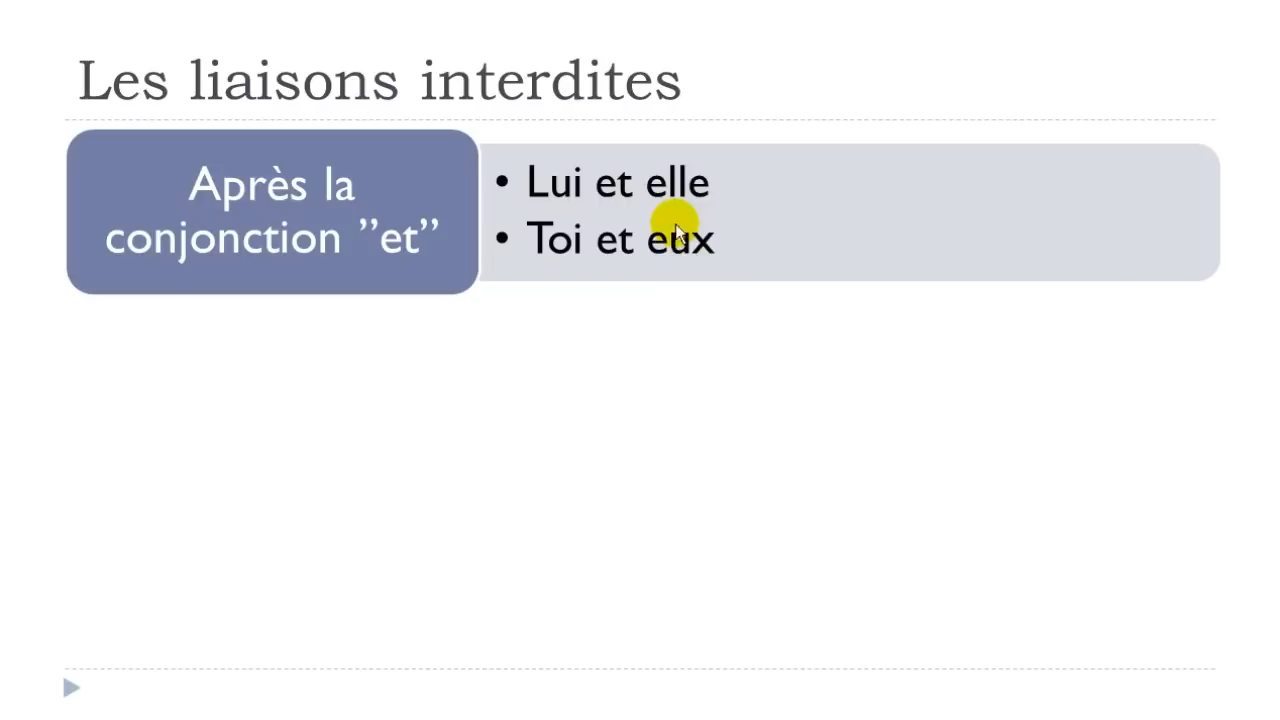 Les liaisons interdites
Après la
conjonction ”et”
• Lui et elle
• Toi et eux